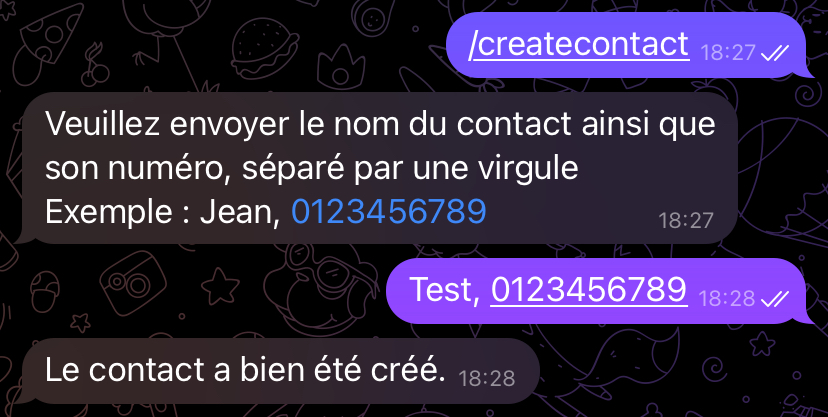 /createcontact 18:27
Veuillez envoyer le nom du contact ainsi que
son numéro, séparé par une virgule
Exemple : Jean, 0123456789 18:27
Test, 0123456789 18:28
Le contact a bien été créé. 18:28